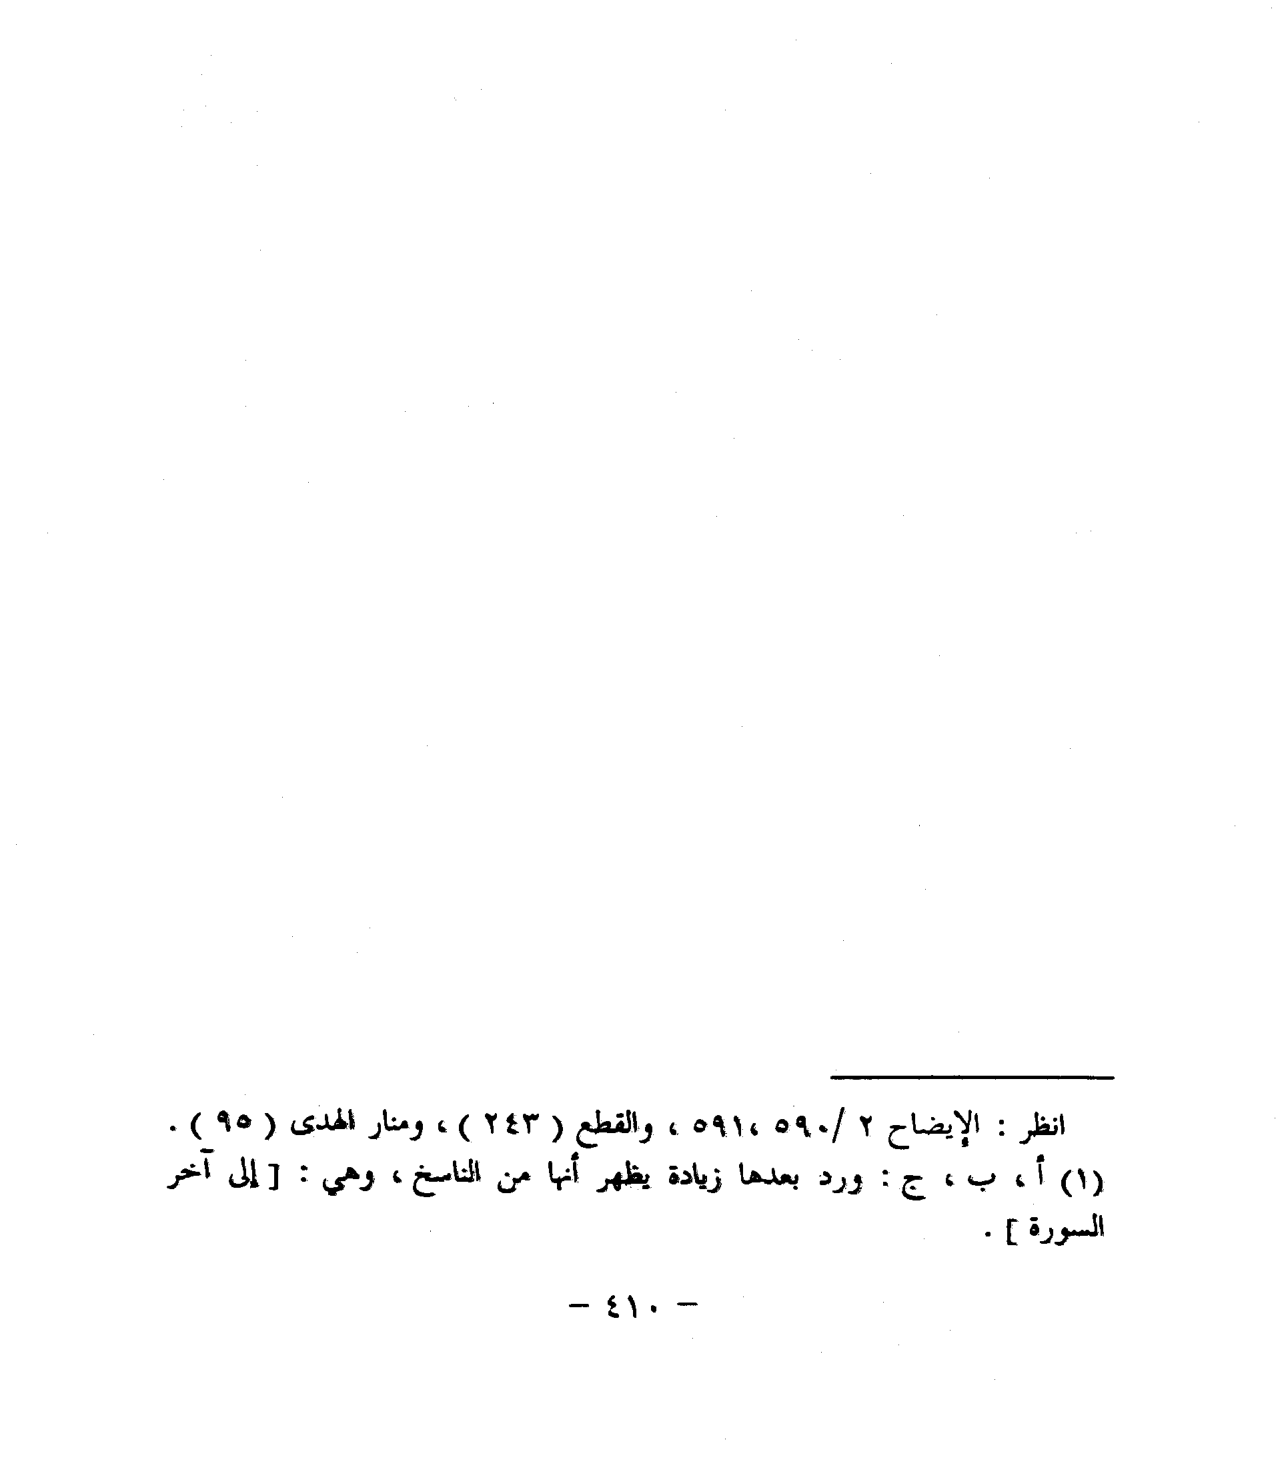 انظر : الإيضاح ٢ /٥٩٠ ،٥٩١ ، والقطع ( ٢٤٣ ) ، ومنار الهدى ( ٩٥ ) .
(١) أ ، ب ، ج : ورد بعدها زيادة يظهر أنها من الناسخ ، وهي : [ إلى آخر
السورة ] .
– ٤١٠ –